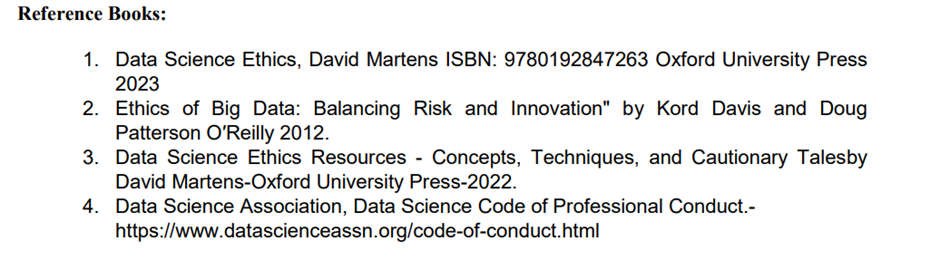 Reference Books:
1. Data Science Ethics, David Martens ISBN: 9780192847263 Oxford University Press
2023
2. Ethics of Big Data: Balancing Risk and Innovation" by Kord Davis and Doug
Patterson O'Reilly 2012.
3. Data Science Ethics Resources - Concepts, Techniques, and Cautionary Talesby
David Martens-Oxford University Press-2022.
4. Data Science Association, Data Science Code of Professional Conduct.-
https://www.datascienceassn.org/code-of-conduct.html